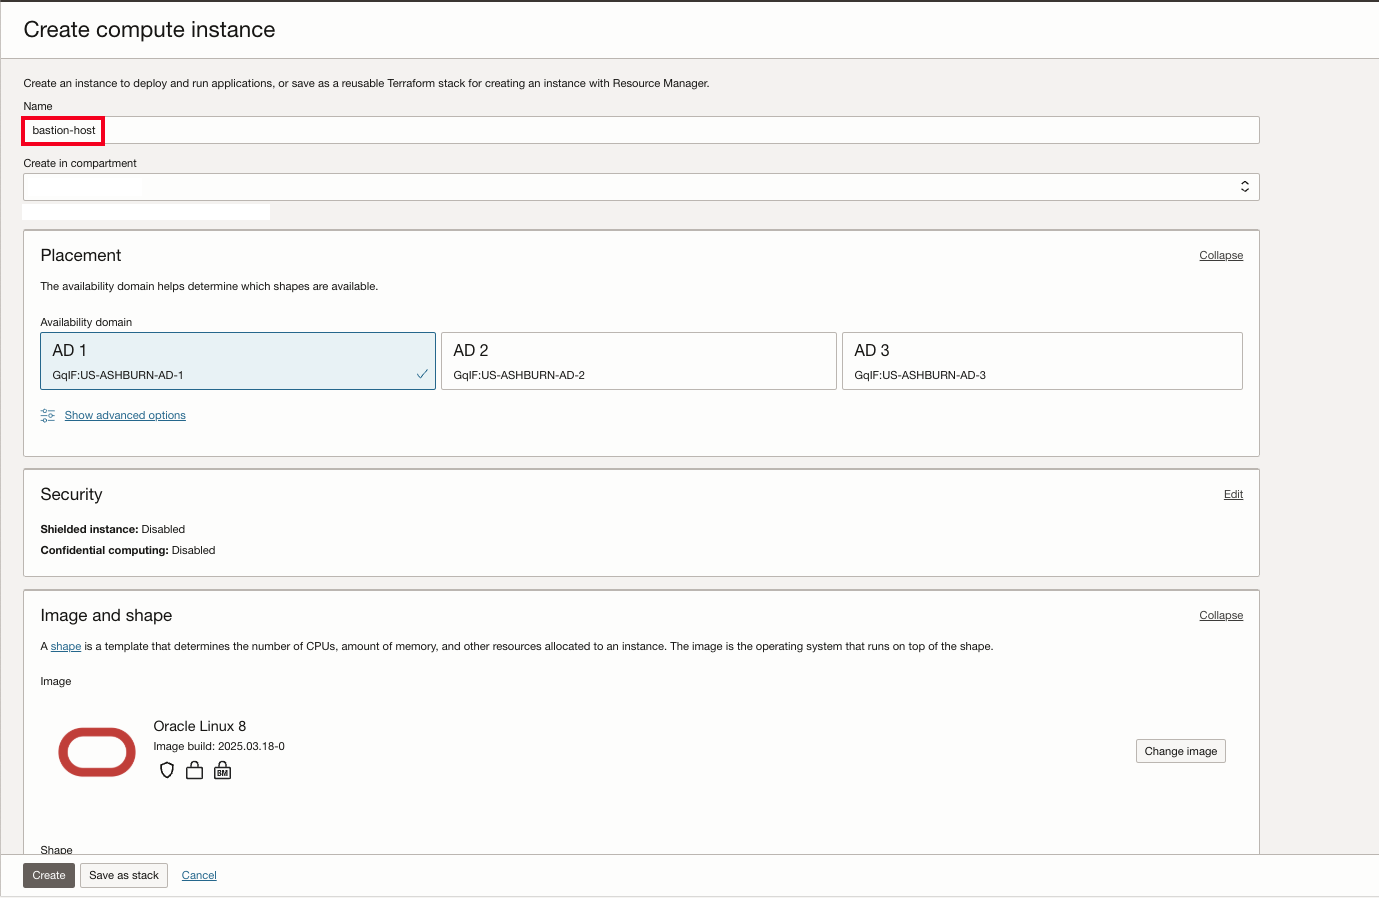 Create compute instance
Create an instance to deploy and run applications, or save as a reusable Terraform stack for creating an instance with Resource Manager.
Name
bastion-host
Create in compartment
Placement
Collapse
The availability domain helps determine which shapes are available.
Availability domain
AD 1
GqIF:US-ASHBURN-AD-1
AD 2
GqIF:US-ASHBURN-AD-2
AD 3
GqIF:US-ASHBURN-AD-3
Show advanced options
Security
Edit
Shielded instance: Disabled
Confidential computing: Disabled
Image and shape
Collapse
A shape is a template that determines the number of CPUs, amount of memory, and other resources allocated to an instance. The image is the operating system that runs on top of the shape.
Image
Oracle Linux 8
Image build: 2025.03.18-0
BM
Change image
Shape
Create
Save as stack
Cancel